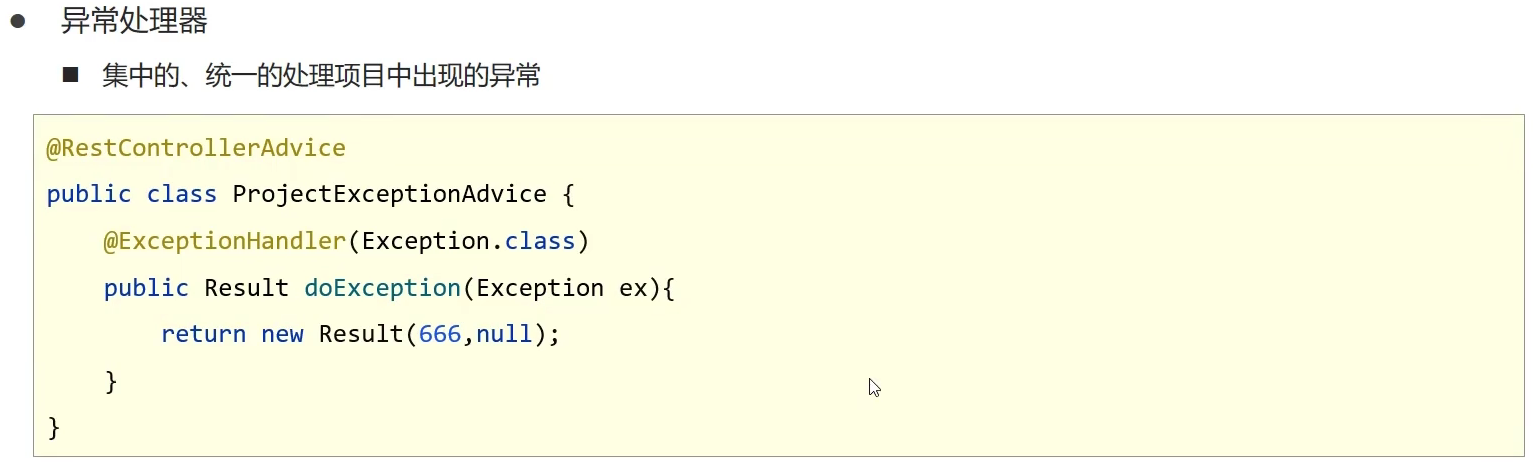 ● 异常处理器
■ 集中的、统一的处理项目中出现的异常
@RestControllerAdvice
public class ProjectExceptionAdvice {
    @ExceptionHandler(Exception.class)
    public Result doException(Exception ex){
        return new Result(666,null);
    }
}